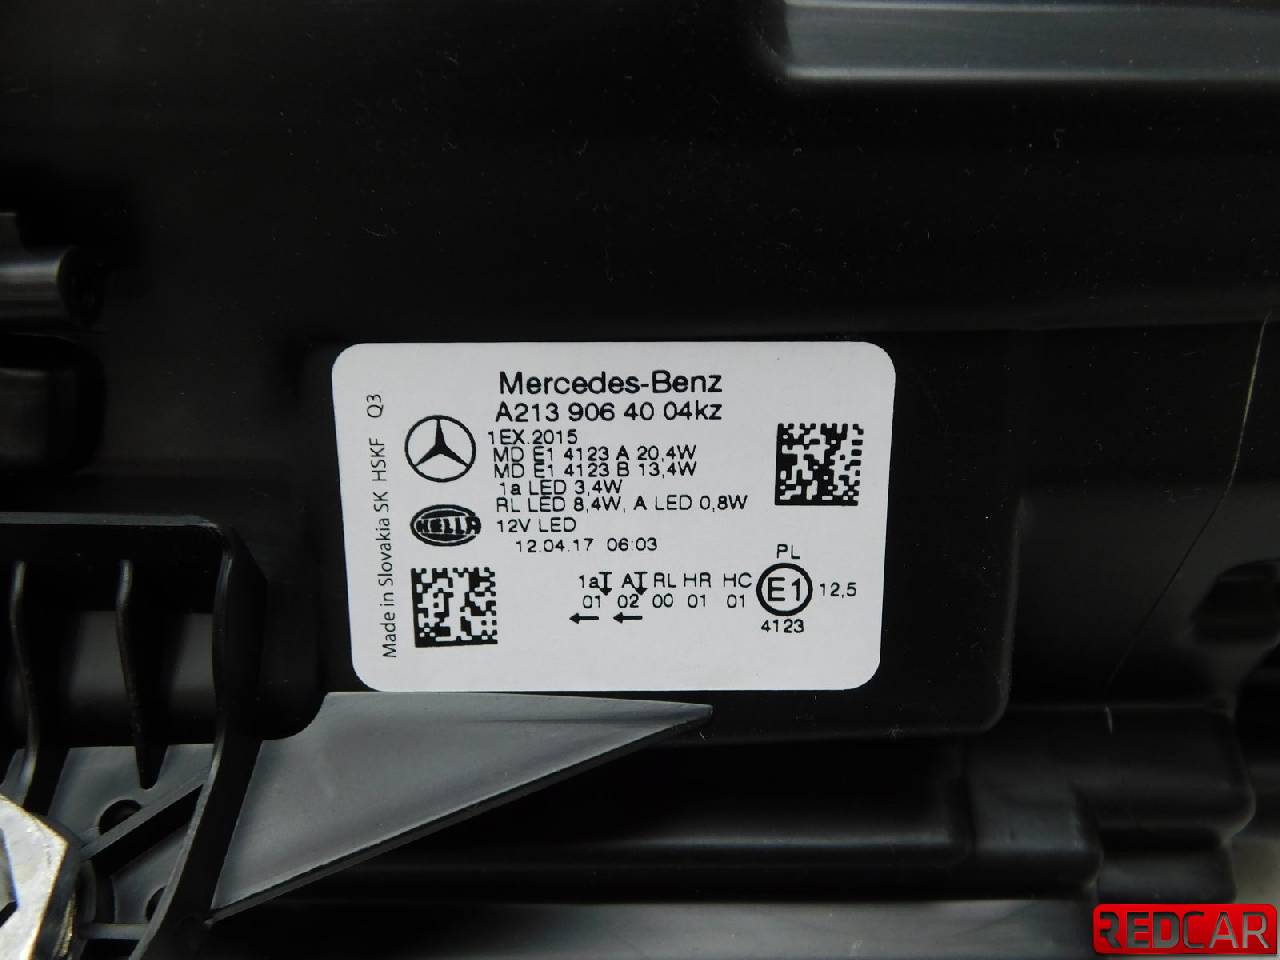 Mercedes-Benz
A213 906 40 04kz
1EX.2015
MD E1 4123 A 20,4W
MD E1 4123 B 13,4W
1a LED 3,4W
RL LED 8,4W, A LED 0,8W
12V LED
12.04.17 06:03
HELLA
Made in Slovakia SK HSKF Q3
1a A RL HR HC
01 02 00 01 01
PL
E1 12,5
4123
REDCAR